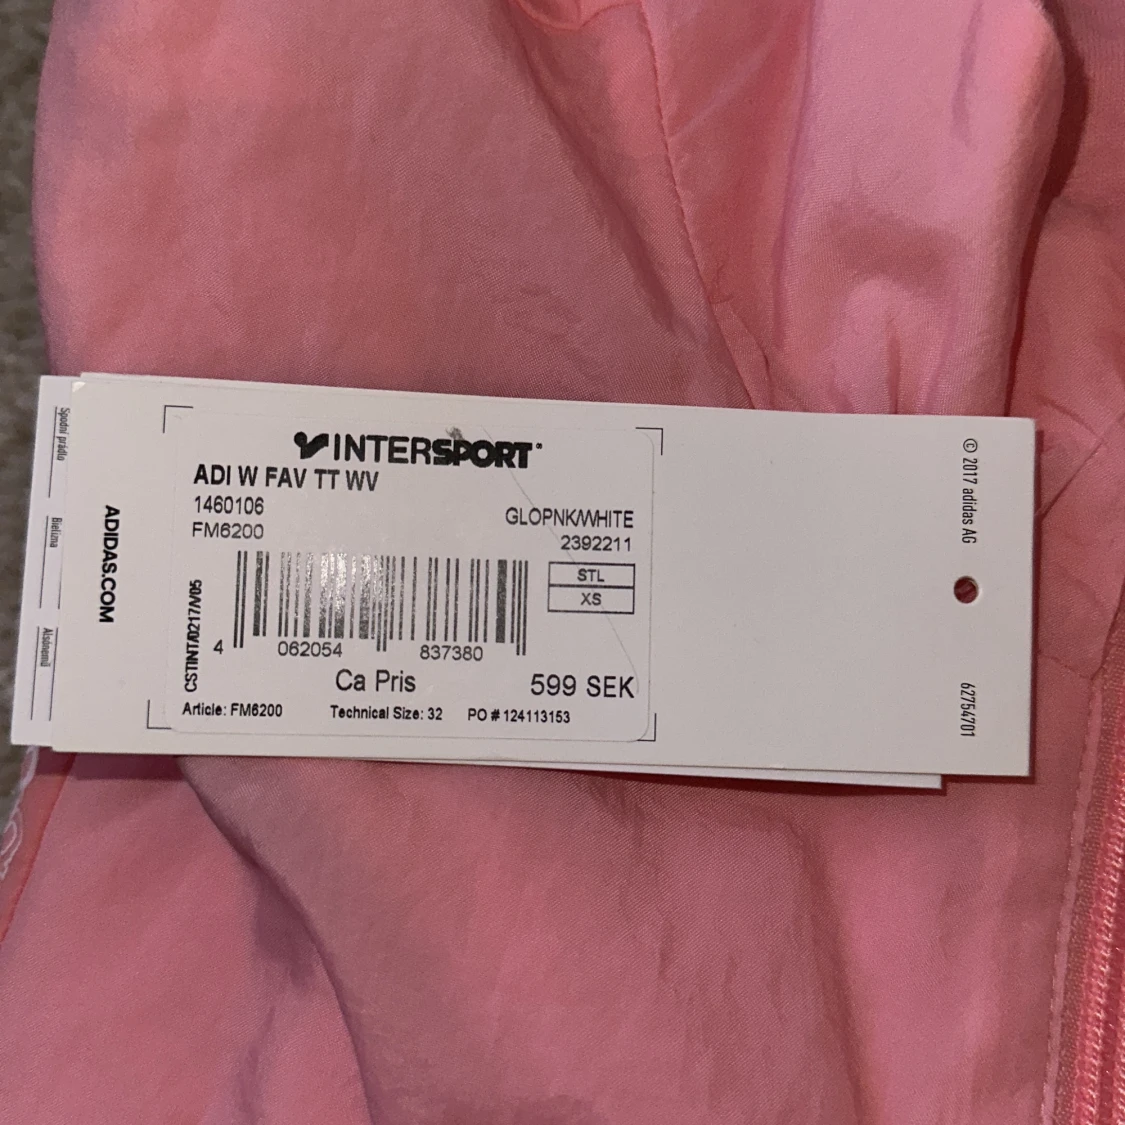 INTERSPORT
ADI W FAV TT WV
1460106
FM6200
GLOPNK/WHITE
2392211
STL
XS
4 062054 837380
CSTINT/0217/V05
Ca Pris 599 SEK
Article: FM6200 Technical Size: 32 PO # 124113153
ADIDAS.COM
© 2017 adidas AG
62754701
Spodní prádlo
Bielizna
Alsónemű